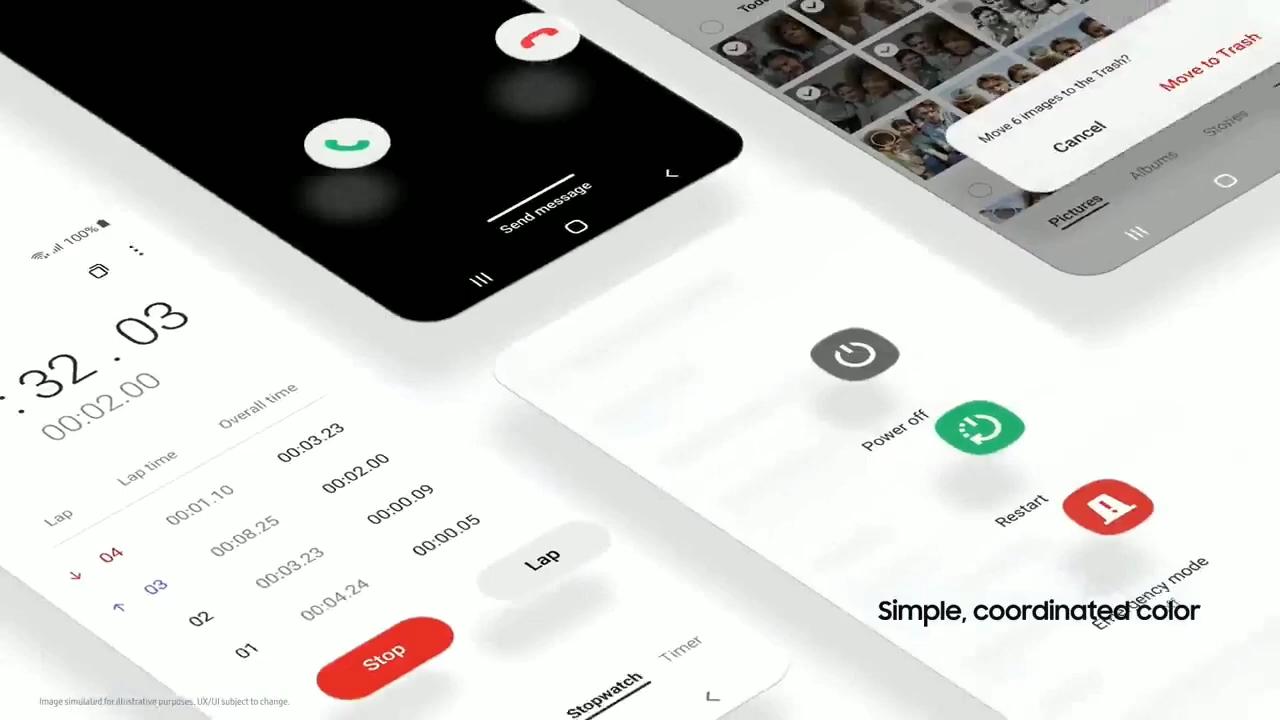 Today
Move 6 images to the Trash?
Cancel
Move to Trash
Pictures
Albums
Stories
Send message
100%
:32.03
00:02.00
Lap
Lap time
Overall time
04
00:01.10
00:03.23
03
00:08.25
00:02.00
02
00:03.23
00:00.09
01
00:04.24
00:00.05
Stop
Lap
Stopwatch
Timer
Power off
Restart
Emergency mode
Simple, coordinated color
Image simulated for illustrative purposes. UX/UI subject to change.